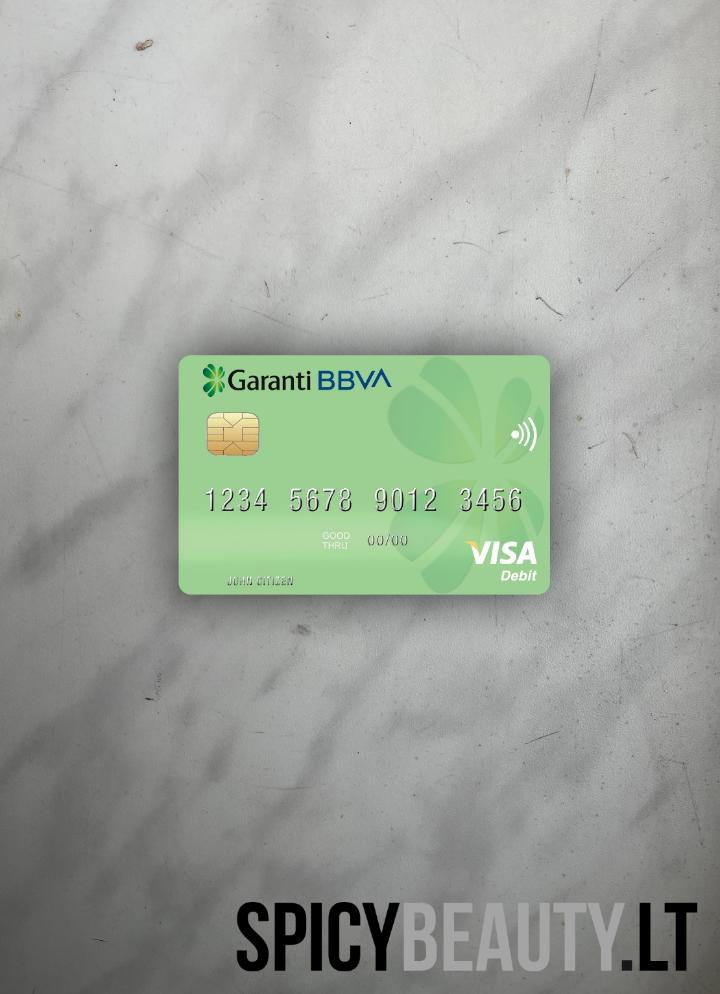 Garanti BBVA
1234 5678 9012 3456
GOOD
THRU 00/00
VISA
Debit
JOHN CITIZEN
SPICYBEAUTY.LT